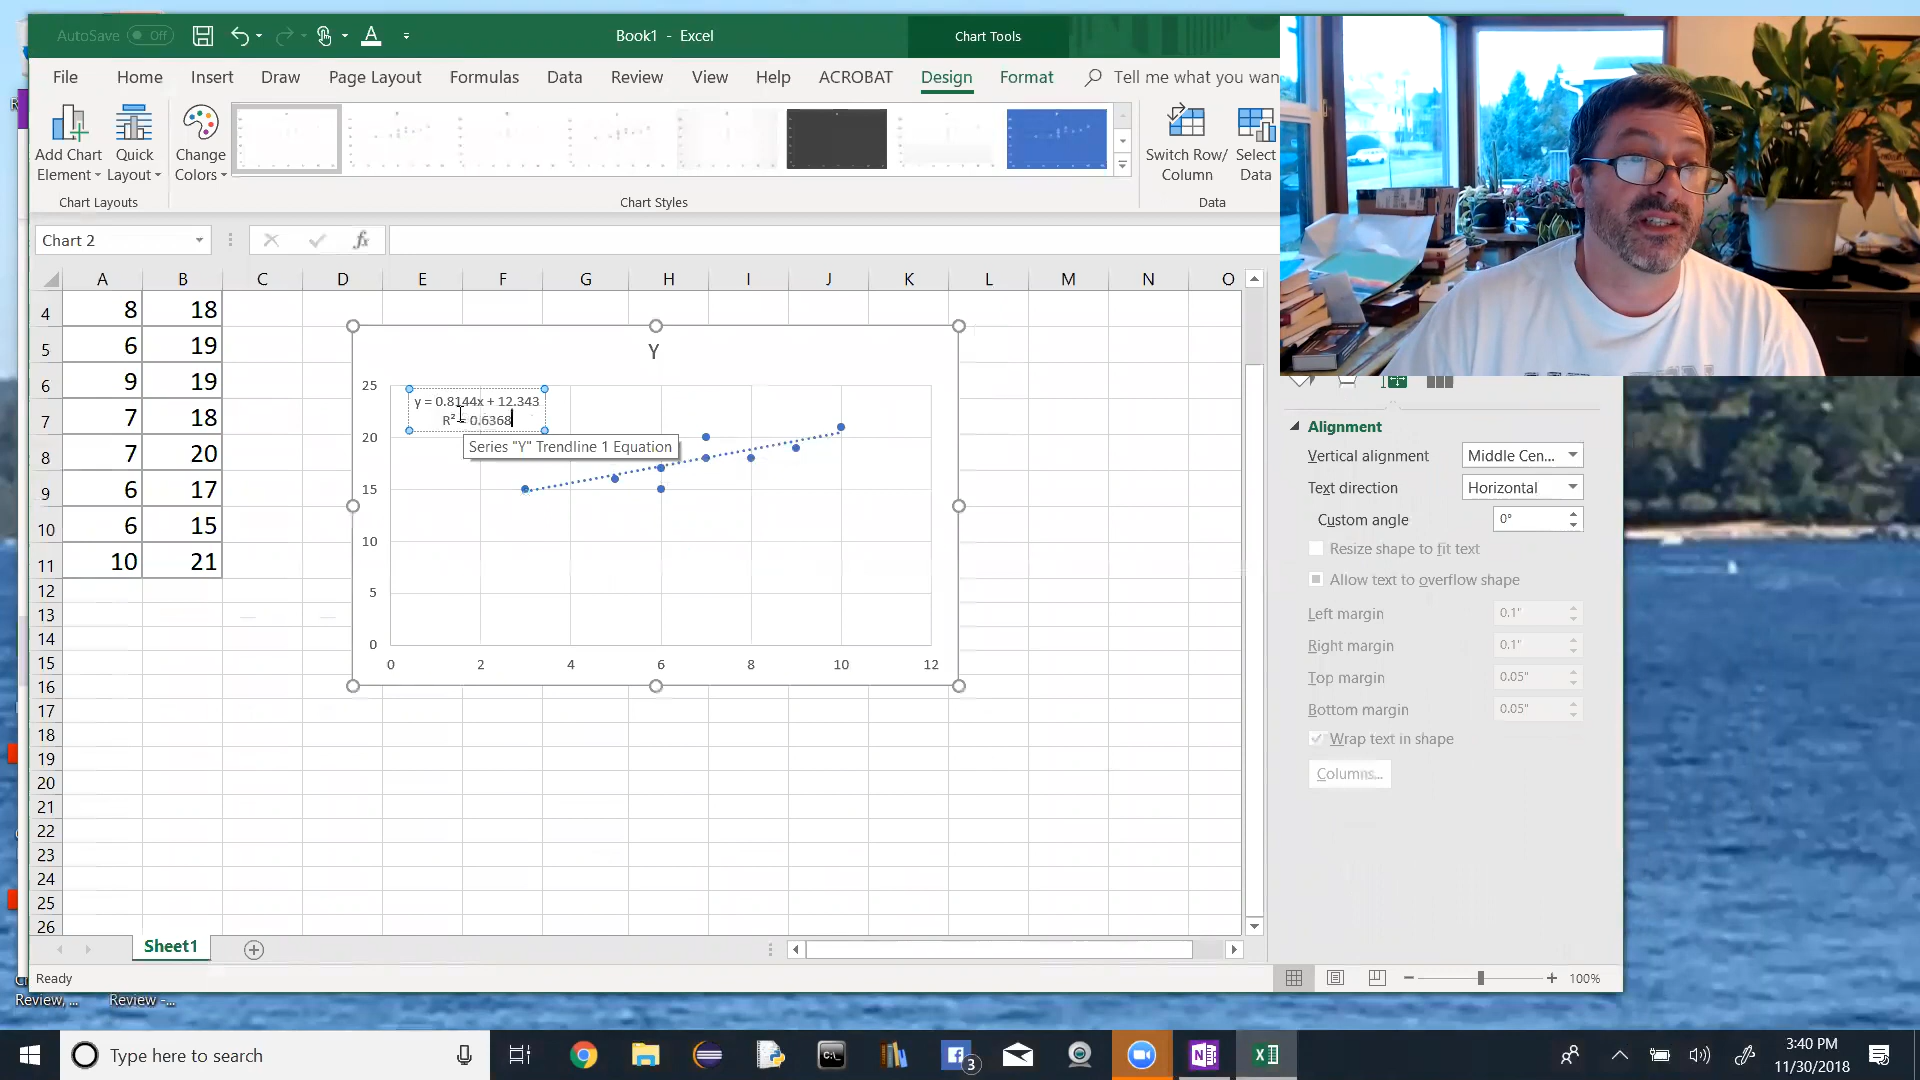 AutoSave Off
Book1 - Excel
Chart Tools
File Home Insert Draw Page Layout Formulas Data Review View Help ACROBAT Design Format Tell me what you want
Add Chart Element
Quick Layout
Change Colors
Switch Row/ Column
Select Data
Chart Layouts
Chart Styles
Data
Chart 2
fx
A B C D E F G H I J K L M N O
4 8 18
5 6 19
6 9 19
7 7 18
8 7 20
9 6 17
10 6 15
11 10 21
12
13
14
15
16
17
18
19
20
21
22
23
24
25
26
Y
25
20
15
10
5
0
0 2 4 6 8 10 12
y = 0.8144x + 12.343
R² = 0.6368
Series "Y" Trendline 1 Equation
Alignment
Vertical alignment Middle Cen...
Text direction Horizontal
Custom angle 0°
Resize shape to fit text
Allow text to overflow shape
Left margin 0.1"
Right margin 0.1"
Top margin 0.05"
Bottom margin 0.05"
Wrap text in shape
Columns...
Sheet1
Ready
100%
Review, ...
Review -...
Type here to search
3
3:40 PM
11/30/2018